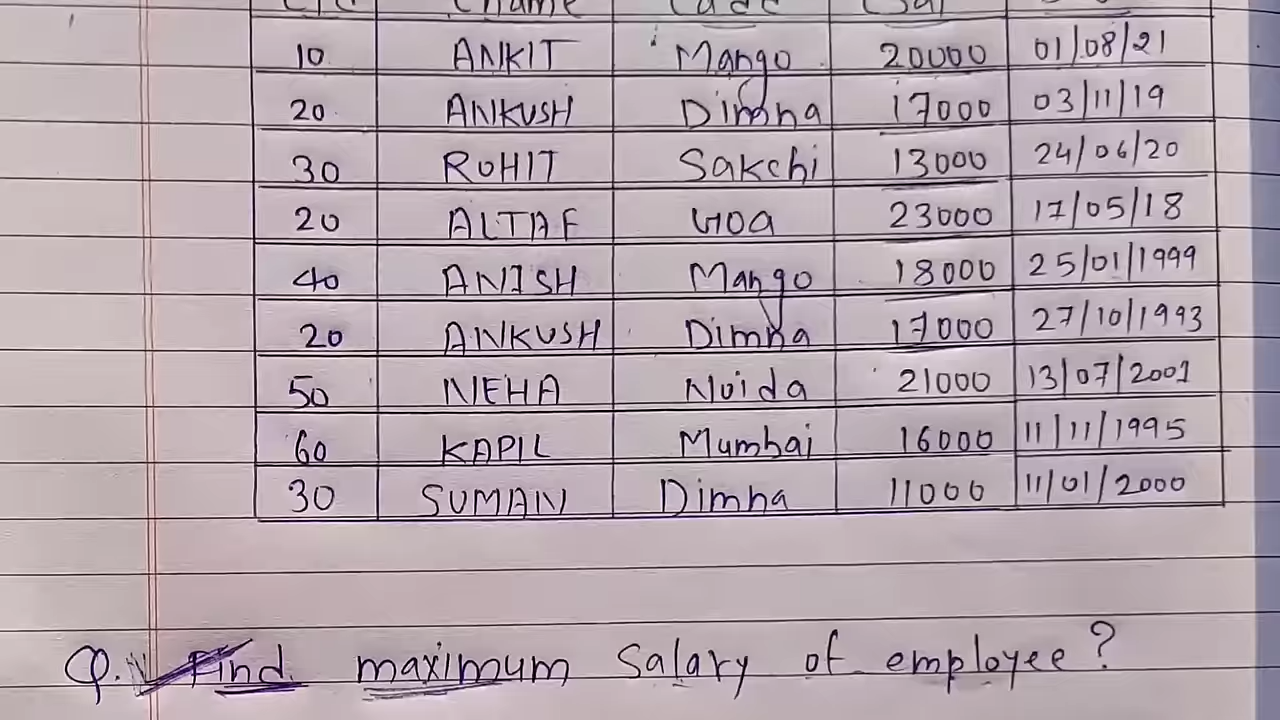 10 ANKIT Mango 20000 01/08/21
20 ANKUSH Dimna 17000 03/11/19
30 ROHIT Sakchi 13000 24/06/20
20 ALTAF GOa 23000 17/05/18
40 ANISH Mango 18000 25/01/1999
20 ANKUSH Dimna 17000 27/10/1993
50 NEHA Noida 21000 13/07/2001
60 KAPIL Mumbai 16000 11/11/1995
30 SUMAN Dimna 11000 11/01/2000
Q. Find maximum Salary of employee?